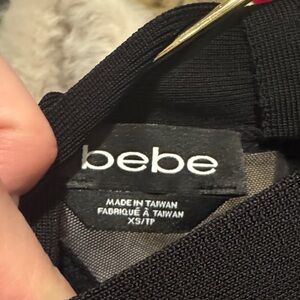 bebe
MADE IN TAIWAN
FABRIQUÉ À TAIWAN
XS/TP